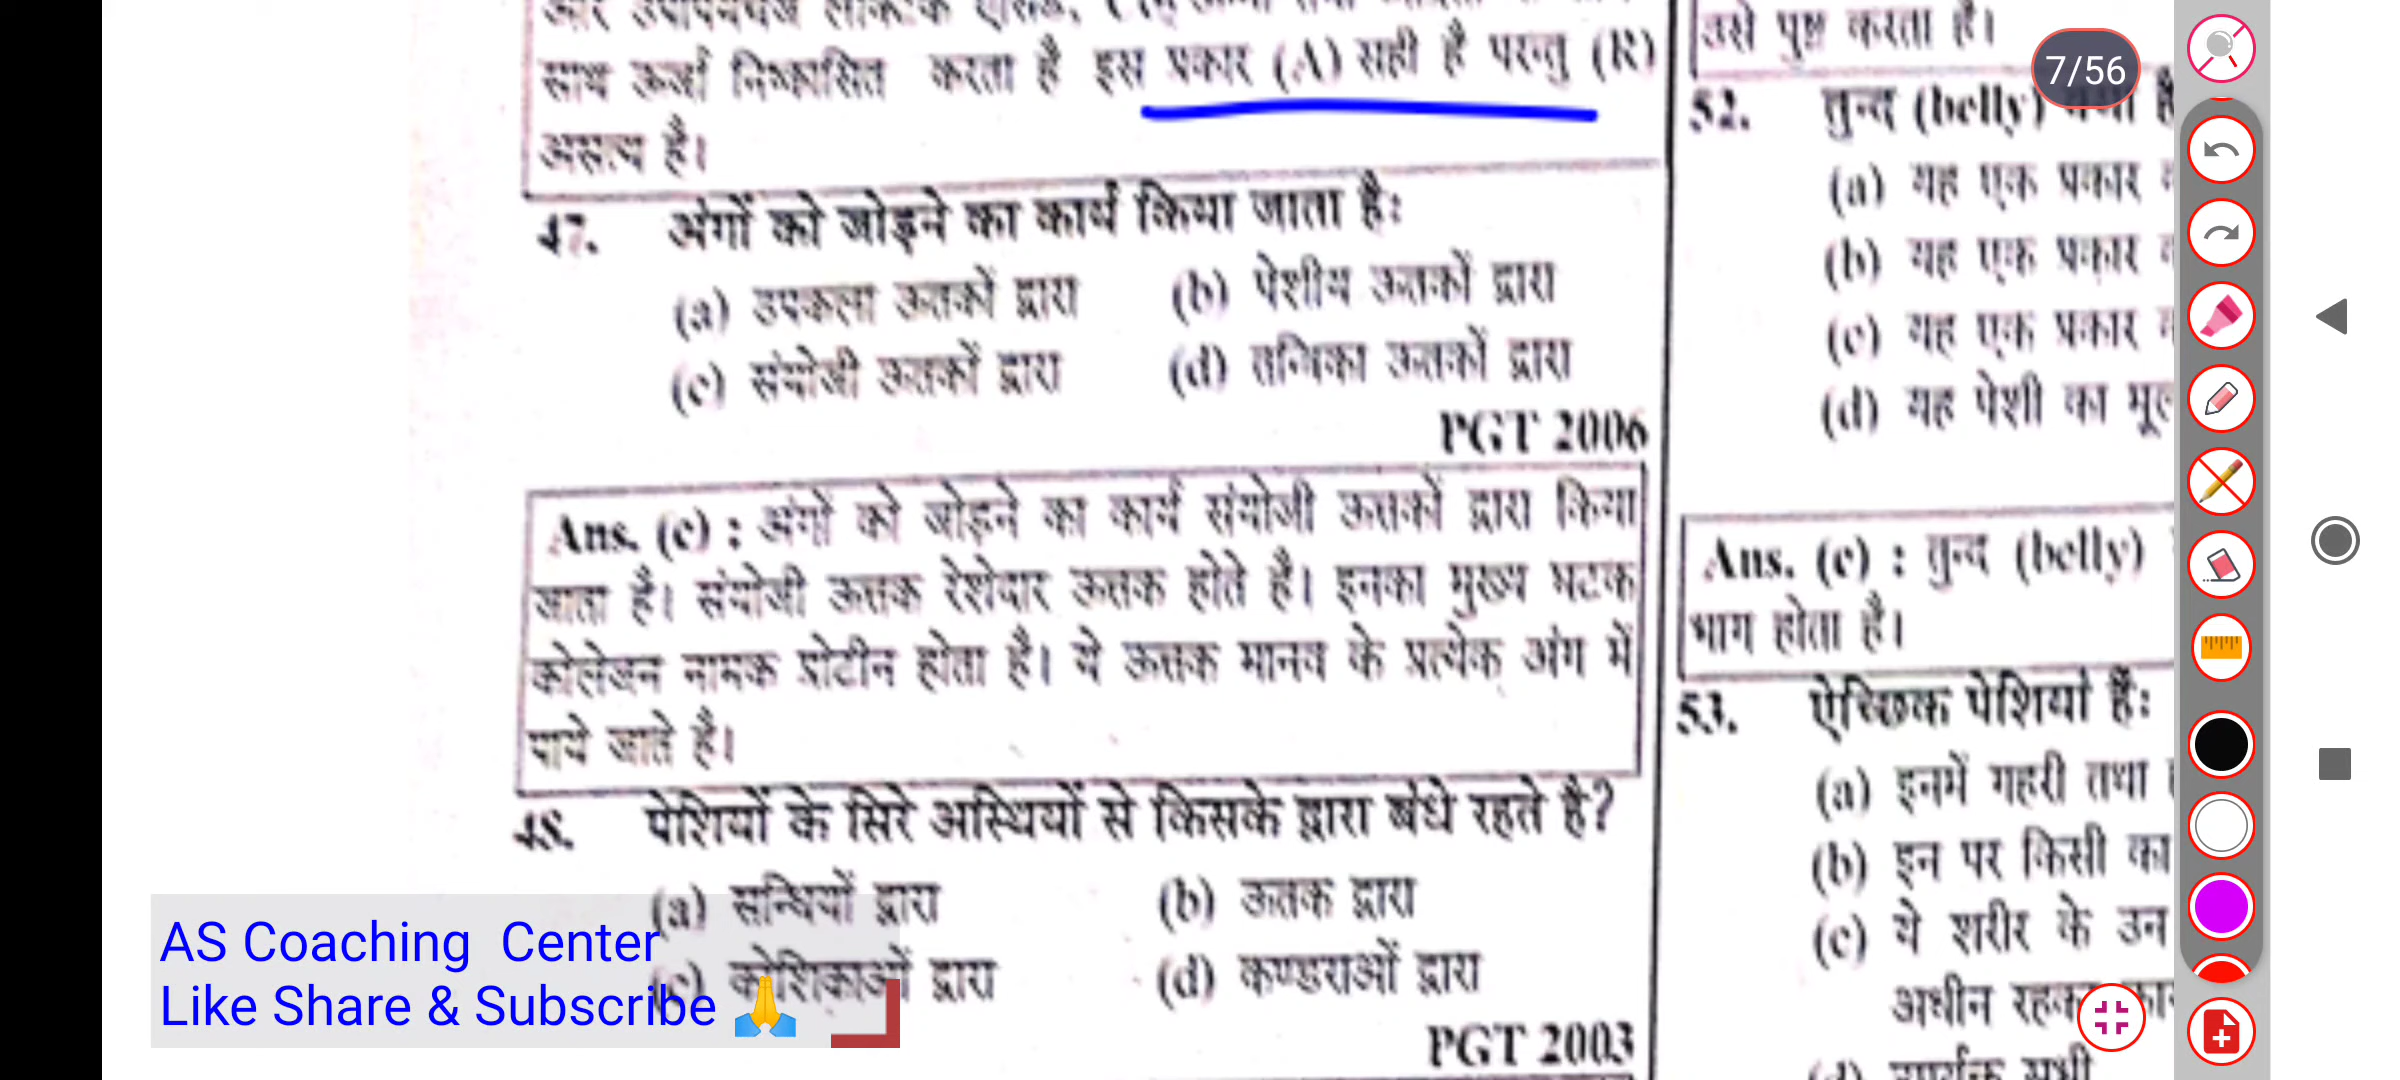 साथ ऊर्जा निष्कासित करता है इस प्रकार (A) सही है परन्तु (R)
असत्य है।
47. अंगों को जोड़ने का कार्य किया जाता है:
(a) उपकला ऊतकों द्वारा (b) पेशीय ऊतकों द्वारा
(c) संयोजी ऊतकों द्वारा (d) तन्त्रिका ऊतकों द्वारा
PGT 2006
Ans. (c) : अंगों को जोड़ने का कार्य संयोजी ऊतकों द्वारा किया
जाता है। संयोजी ऊतक रेशेदार ऊतक होते है। इनका मुख्य घटक
कोलेजन नामक प्रोटीन होता है। ये ऊतक मानव के प्रत्येक अंग में
पाये जाते है।
48. पेशियों के सिरे अस्थियों से किसके द्वारा बंधे रहते है?
(a) सन्धियों द्वारा (b) ऊतक द्वारा
(c) कोशिकाओं द्वारा (d) कण्डराओं द्वारा
PGT 2003
AS Coaching Center
Like Share & Subscribe 🙏
उसे पुष्ट करता है।
7/56
52. तुन्द (belly)
(a) यह एक प्रकार
(b) यह एक प्रकार
(c) यह एक प्रकार
(d) यह पेशी का
Ans. (c) : तुन्द (belly)
भाग होता है।
53. ऐच्छिक पेशियां हैं:
(a) इनमें गहरी तथा
(b) इन पर किसी का
(c) ये शरीर के उन
अधीन